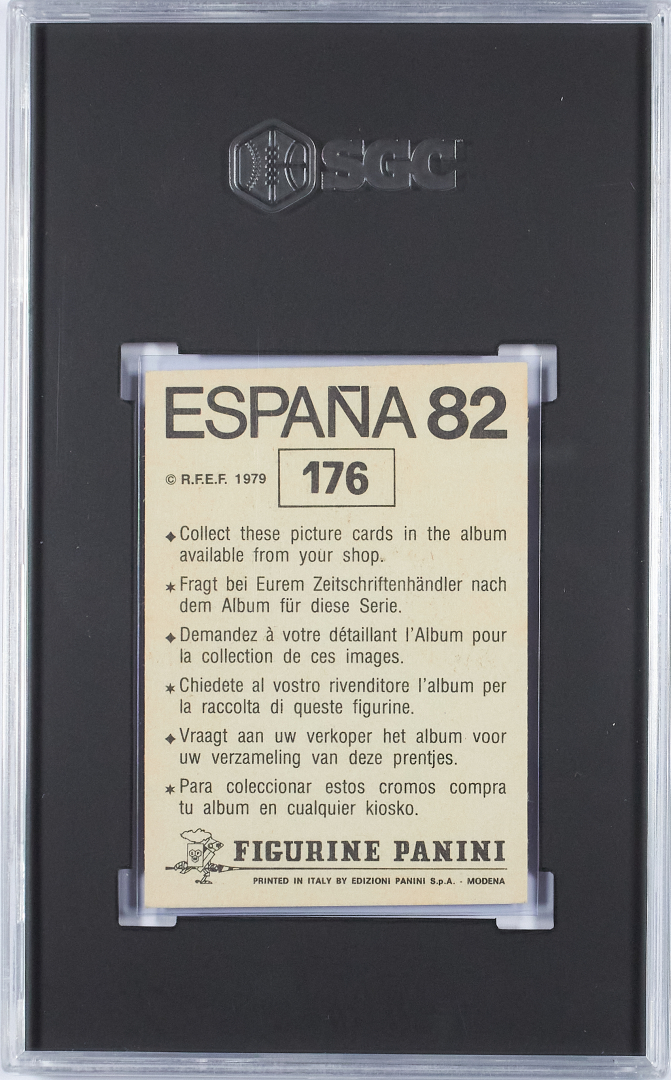 SGC
ESPAÑA 82
© R.F.E.F. 1979
176
◆ Collect these picture cards in the album
available from your shop.
✶ Fragt bei Eurem Zeitschriftenhändler nach
dem Album für diese Serie.
◆ Demandez à votre détaillant l'Album pour
la collection de ces images.
✶ Chiedete al vostro rivenditore l'album per
la raccolta di queste figurine.
◆ Vraagt aan uw verkoper het album voor
uw verzameling van deze prentjes.
✶ Para coleccionar estos cromos compra
tu album en cualquier kiosko.
FIGURINE PANINI
PRINTED IN ITALY BY EDIZIONI PANINI S.p.A. - MODENA